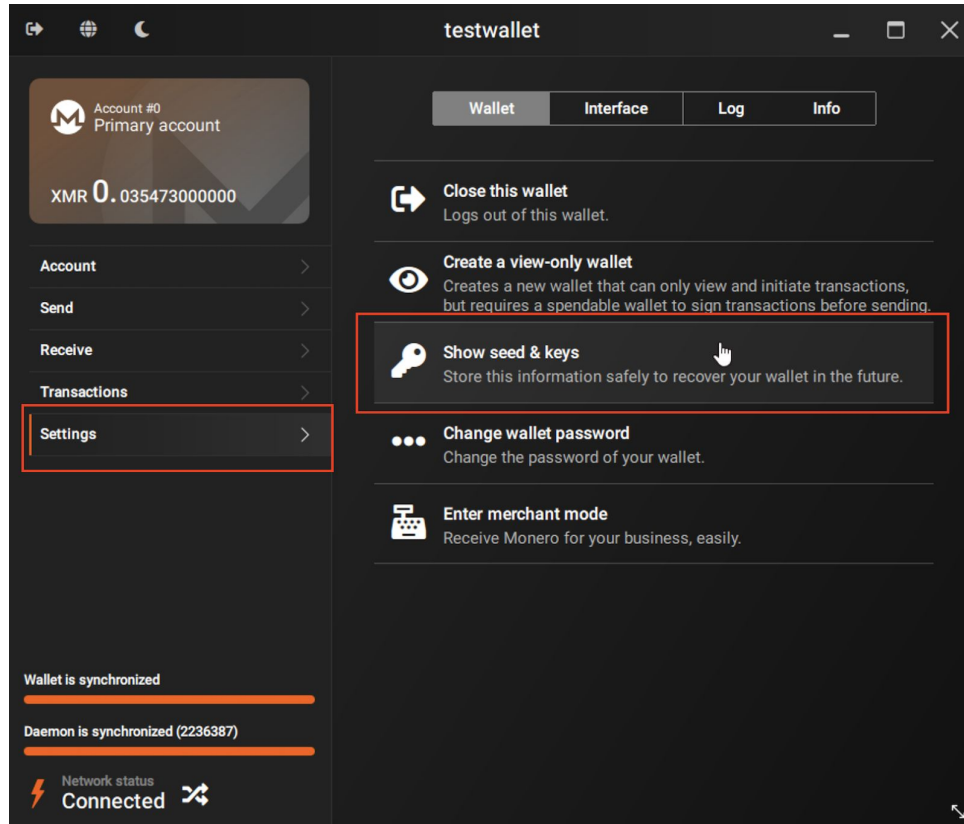 testwallet
Account #0
Primary account
XMR 0.035473000000
Account
Send
Receive
Transactions
Settings
Wallet is synchronized
Daemon is synchronized (2236387)
Network status
Connected
Wallet Interface Log Info
Close this wallet
Logs out of this wallet.
Create a view-only wallet
Creates a new wallet that can only view and initiate transactions,
but requires a spendable wallet to sign transactions before sending.
Show seed & keys
Store this information safely to recover your wallet in the future.
Change wallet password
Change the password of your wallet.
Enter merchant mode
Receive Monero for your business, easily.